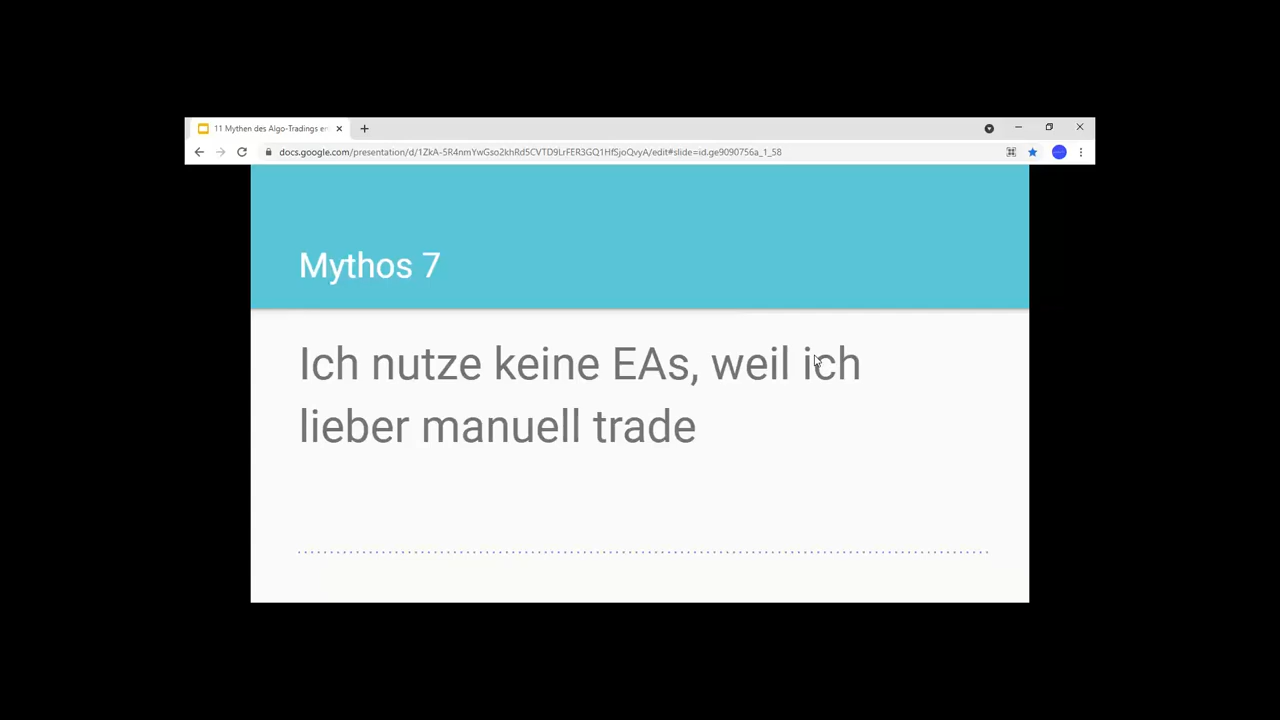 11 Mythen des Algo-Tradings en
docs.google.com/presentation/d/1ZkA-5R4nmYwGso2khRd5CVTD9LrFER3GQ1HfSjoQvyA/edit#slide=id.ge9090756a_1_58
Mythos 7
Ich nutze keine EAs, weil ich
lieber manuell trade